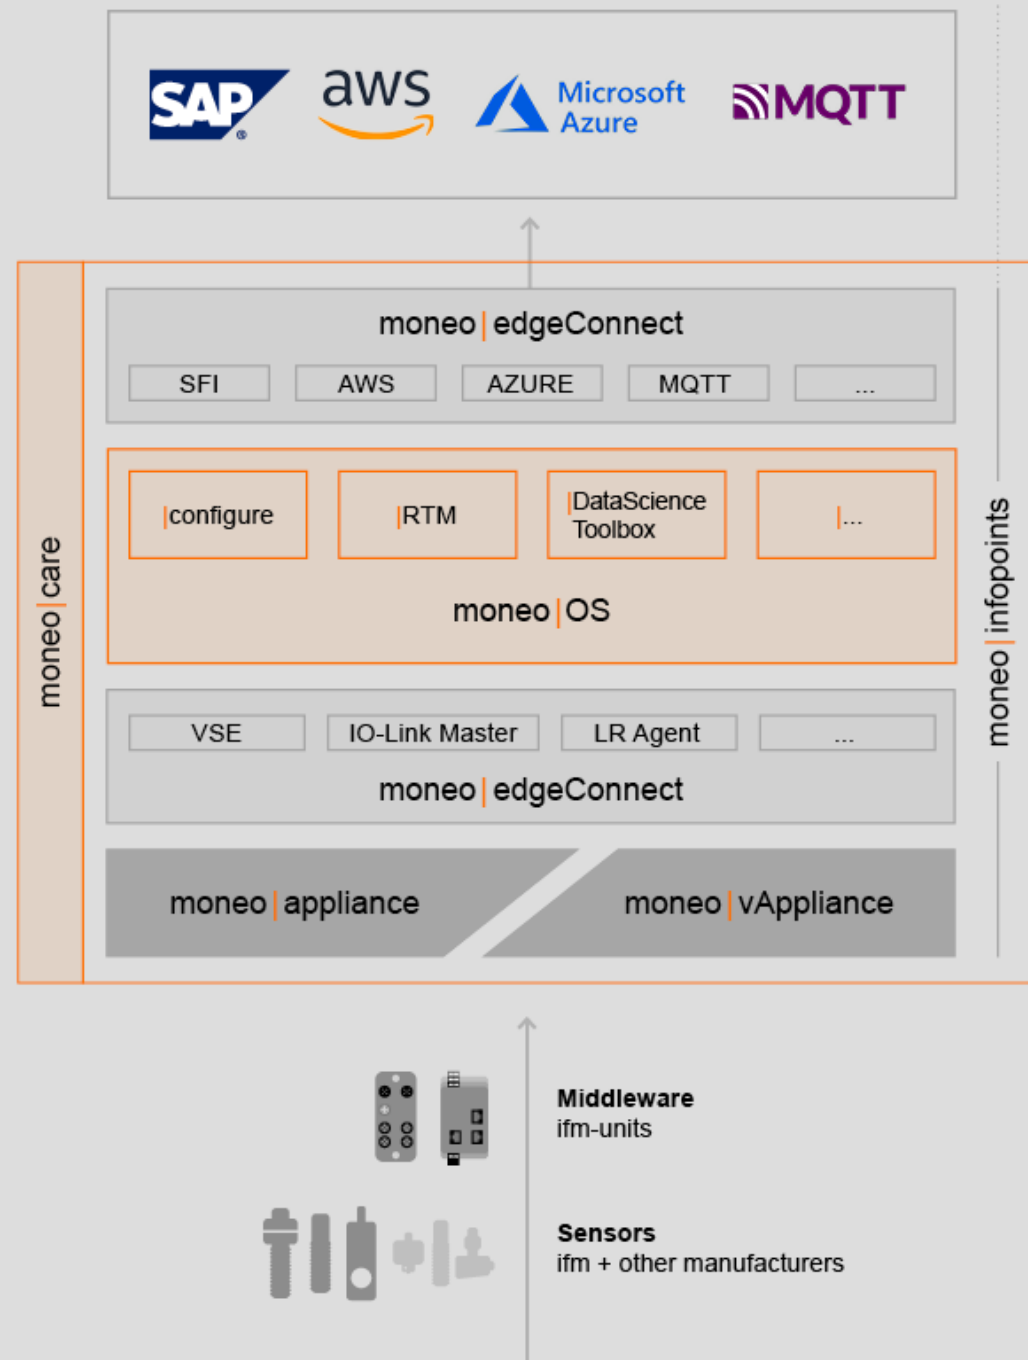 SAP
®
aws
Microsoft
Azure
MQTT
moneo|edgeConnect
SFI
AWS
AZURE
MQTT
...
|configure
|RTM
|DataScience
Toolbox
|...
moneo|OS
VSE
IO-Link Master
LR Agent
...
moneo|edgeConnect
moneo|appliance
moneo|vAppliance
moneo|care
moneo|infopoints
Middleware
ifm-units
Sensors
ifm + other manufacturers